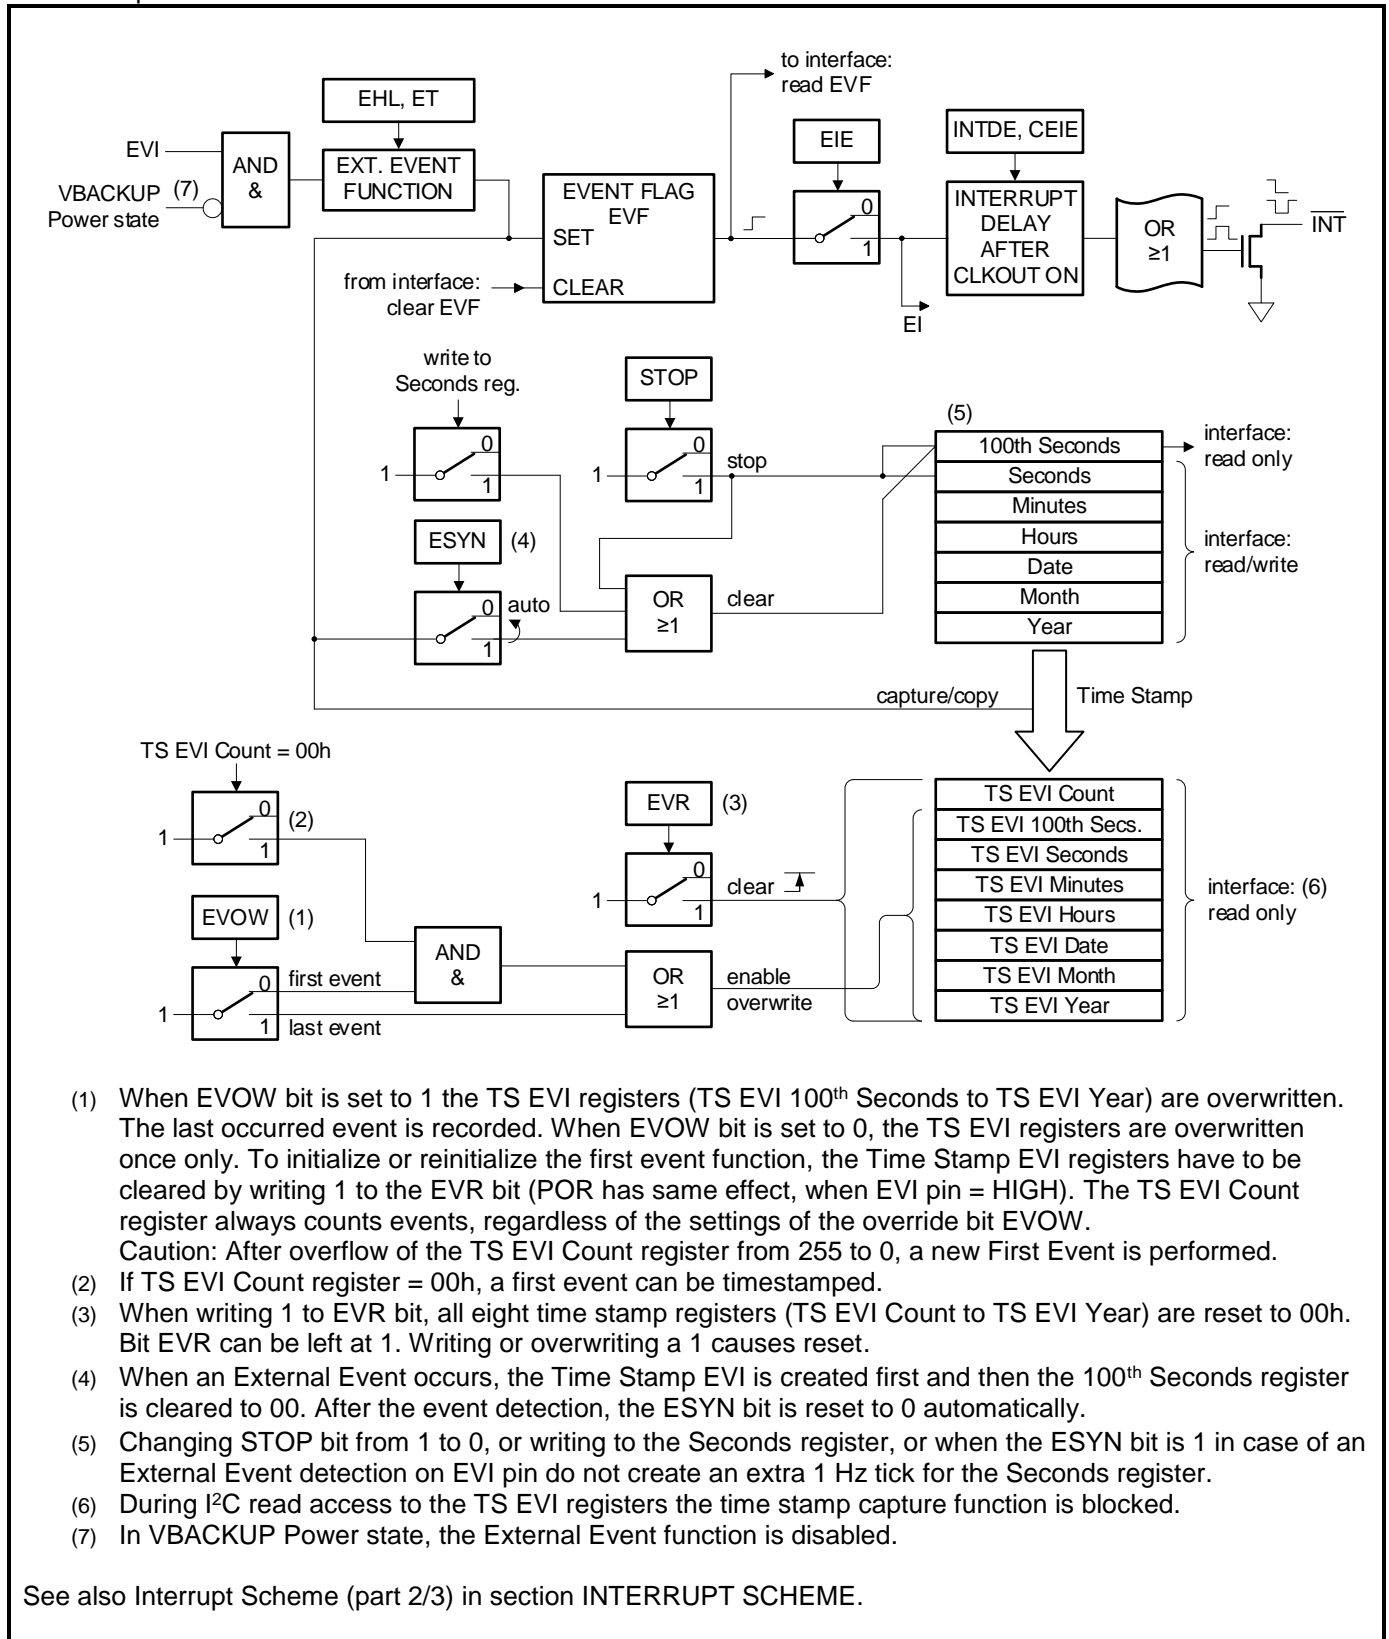 to interface:
read EVF
EHL, ET
EIE
INTDE, CEIE
EVI
AND
&
EXT. EVENT
FUNCTION
VBACKUP
Power state
(7)
EVENT FLAG
EVF
SET
CLEAR
from interface:
clear EVF
0
1
EI
INTERRUPT
DELAY
AFTER
CLKOUT ON
OR
≥1
INT
write to
Seconds reg.
STOP
1
0
1
1
0
1
stop
(5)
100th Seconds
Seconds
Minutes
Hours
Date
Month
Year
interface:
read only
interface:
read/write
ESYN
(4)
0
1
auto
OR
≥1
clear
capture/copy
Time Stamp
TS EVI Count = 00h
1
0
1
(2)
EVR
(3)
1
0
1
clear
EVOW
(1)
1
0
1
first event
last event
AND
&
OR
≥1
enable
overwrite
TS EVI Count
TS EVI 100th Secs.
TS EVI Seconds
TS EVI Minutes
TS EVI Hours
TS EVI Date
TS EVI Month
TS EVI Year
interface: (6)
read only
(1) When EVOW bit is set to 1 the TS EVI registers (TS EVI 100th Seconds to TS EVI Year) are overwritten.
The last occurred event is recorded. When EVOW bit is set to 0, the TS EVI registers are overwritten
once only. To initialize or reinitialize the first event function, the Time Stamp EVI registers have to be
cleared by writing 1 to the EVR bit (POR has same effect, when EVI pin = HIGH). The TS EVI Count
register always counts events, regardless of the settings of the override bit EVOW.
Caution: After overflow of the TS EVI Count register from 255 to 0, a new First Event is performed.
(2) If TS EVI Count register = 00h, a first event can be timestamped.
(3) When writing 1 to EVR bit, all eight time stamp registers (TS EVI Count to TS EVI Year) are reset to 00h.
Bit EVR can be left at 1. Writing or overwriting a 1 causes reset.
(4) When an External Event occurs, the Time Stamp EVI is created first and then the 100th Seconds register
is cleared to 00. After the event detection, the ESYN bit is reset to 0 automatically.
(5) Changing STOP bit from 1 to 0, or writing to the Seconds register, or when the ESYN bit is 1 in case of an
External Event detection on EVI pin do not create an extra 1 Hz tick for the Seconds register.
(6) During I²C read access to the TS EVI registers the time stamp capture function is blocked.
(7) In VBACKUP Power state, the External Event function is disabled.
See also Interrupt Scheme (part 2/3) in section INTERRUPT SCHEME.